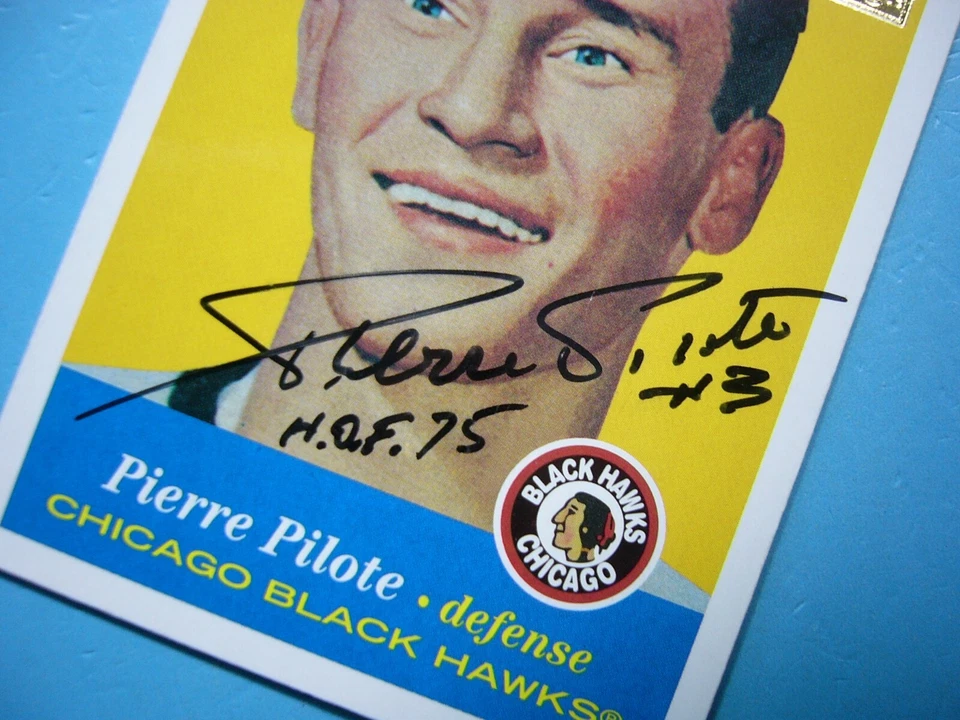 Pierre Pilote
#3
H.O.F. 75
BLACK HAWKS
CHICAGO
Pierre Pilote • defense
CHICAGO BLACK HAWKS®